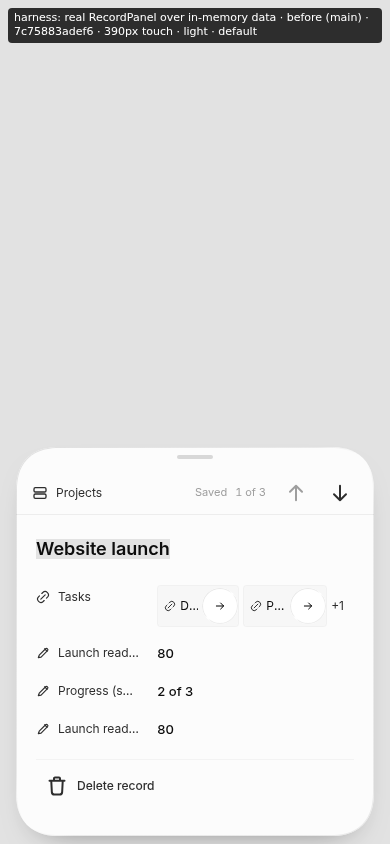 harness: real RecordPanel over in-memory data · before (main) ·
7c75883adef6 · 390px touch · light · default
Projects
Saved 1 of 3
Website launch
Tasks
D...
P...
+1
Launch read... 80
Progress (s... 2 of 3
Launch read... 80
Delete record